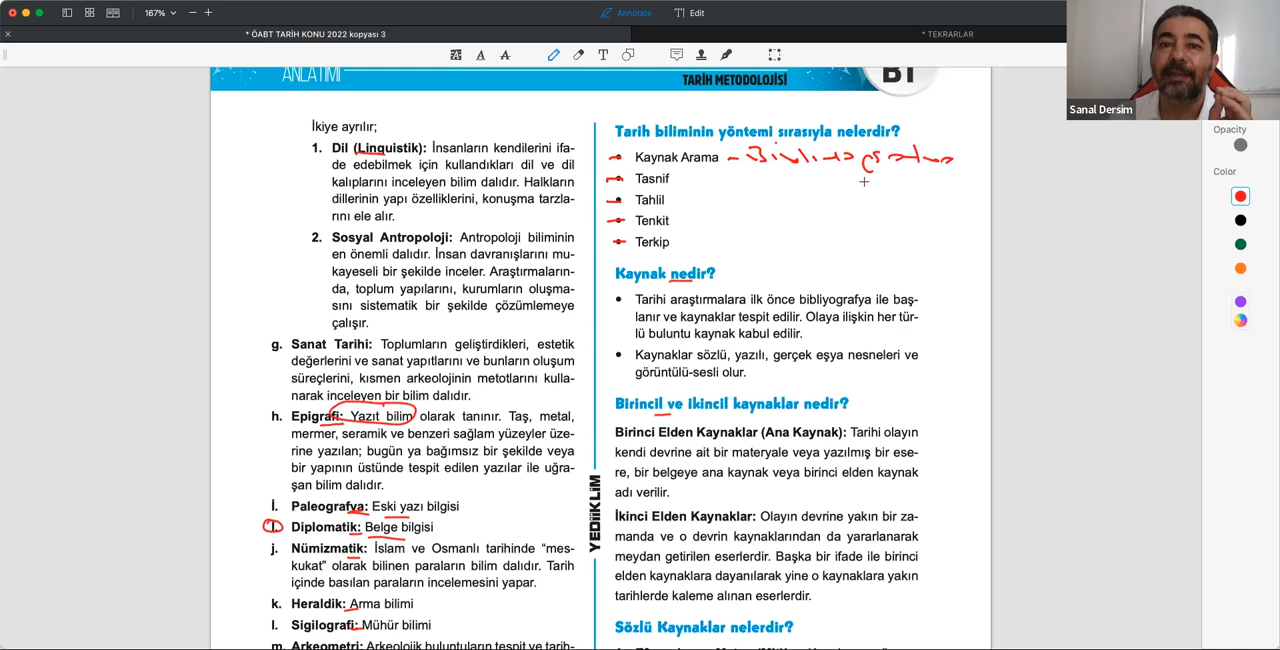 167%
Annotate
Edit
* ÖABT TARİH KONU 2022 kopyası 3
* TEKRARLAR
ANLATIMI
TARİH METODOLOJİSİ
BT
Sanal Dersim
Opacity
Color
İkiye ayrılır;
1. Dil (Linquistik): İnsanların kendilerini ifa-
de edebilmek için kullandıkları dil ve dil
kalıplarını inceleyen bilim dalıdır. Halkların
dillerinin yapı özelliklerini, konuşma tarzla-
rını ele alır.
2. Sosyal Antropoloji: Antropoloji biliminin
en önemli dalıdır. İnsan davranışlarını mu-
kayeseli bir şekilde inceler. Araştırmaların-
da, toplum yapılarını, kurumların oluşma-
sını sistematik bir şekilde çözümlemeye
çalışır.
g. Sanat Tarihi: Toplumların geliştirdikleri, estetik
değerlerini ve sanat yapıtlarını ve bunların oluşum
süreçlerini, kısmen arkeolojinin metotlarını kulla-
narak inceleyen bir bilim dalıdır.
h. Epigrafi: Yazıt bilim olarak tanınır. Taş, metal,
mermer, seramik ve benzeri sağlam yüzeyler üze-
rine yazılan; bugün ya bağımsız bir şekilde veya
bir yapının üstünde tespit edilen yazılar ile uğra-
şan bilim dalıdır.
İ. Paleografya: Eski yazı bilgisi
I. Diplomatik: Belge bilgisi
j. Nümizmatik: İslam ve Osmanlı tarihinde “mes-
kukat” olarak bilinen paraların bilim dalıdır. Tarih
içinde basılan paraların incelemesini yapar.
k. Heraldik: Arma bilimi
l. Sigilografi: Mühür bilimi
m. Arkeometri: Arkeolojik buluntuların tespit ve tarih-
YEDİİKLİM
Tarih biliminin yöntemi sırasıyla nelerdir?
• Kaynak Arama
• Tasnif
• Tahlil
• Tenkit
• Terkip
Kaynak nedir?
• Tarihi araştırmalara ilk önce bibliyografya ile baş-
lanır ve kaynaklar tespit edilir. Olaya ilişkin her tür-
lü buluntu kaynak kabul edilir.
• Kaynaklar sözlü, yazılı, gerçek eşya nesneleri ve
görüntülü-sesli olur.
Birincil ve ikincil kaynaklar nedir?
Birinci Elden Kaynaklar (Ana Kaynak): Tarihi olayın
kendi devrine ait bir materyale veya yazılmış bir ese-
re, bir belgeye ana kaynak veya birinci elden kaynak
adı verilir.
İkinci Elden Kaynaklar: Olayın devrine yakın bir za-
manda ve o devrin kaynaklarından da yararlanarak
meydan getirilen eserlerdir. Başka bir ifade ile birinci
elden kaynaklara dayanılarak yine o kaynaklara yakın
tarihlerde kaleme alınan eserlerdir.
Sözlü Kaynaklar nelerdir?